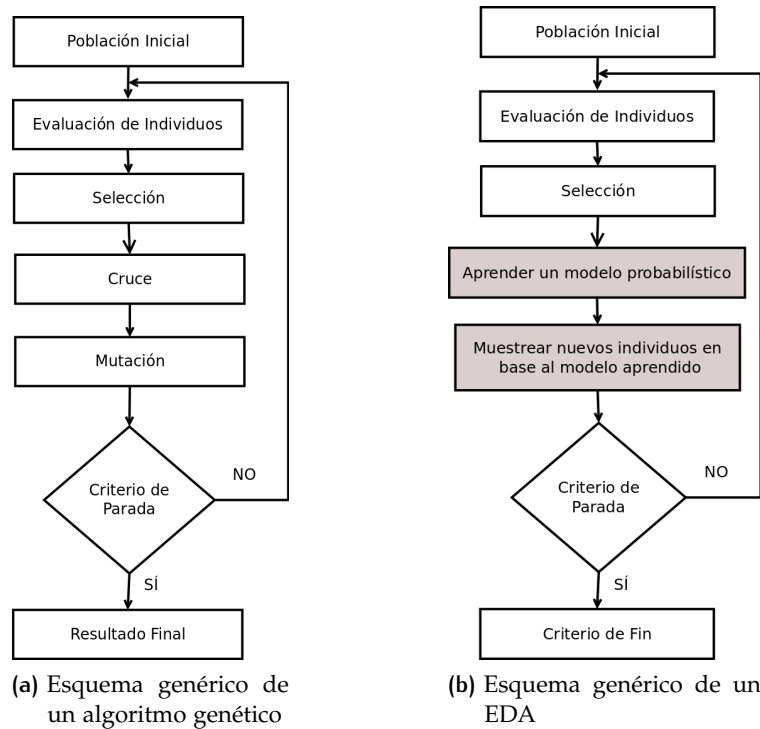 Población Inicial
Evaluación de Individuos
Selección
Cruce
Mutación
Criterio de
Parada
NO
SÍ
Resultado Final
(a) Esquema genérico de
un algoritmo genético
Población Inicial
Evaluación de Individuos
Selección
Aprender un modelo probabilístico
Muestrear nuevos individuos en
base al modelo aprendido
Criterio de
Parada
NO
SÍ
Criterio de Fin
(b) Esquema genérico de un
EDA